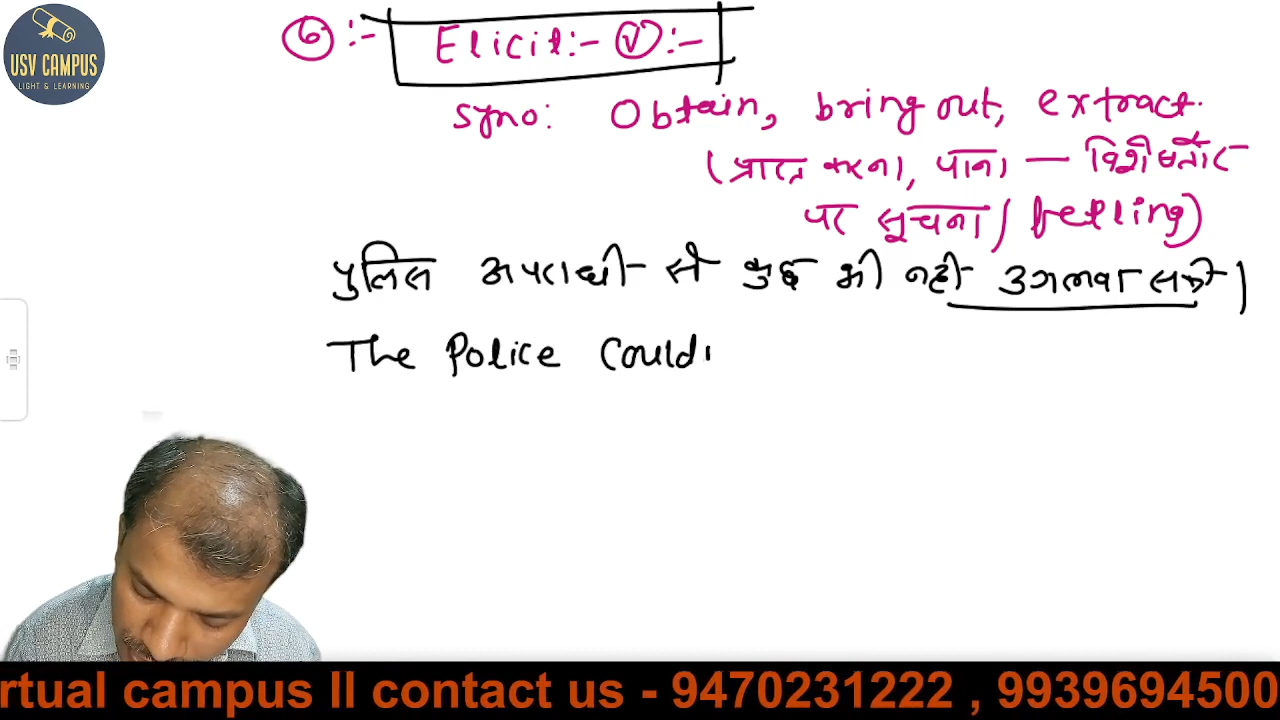 USV CAMPUS
LIGHT & LEARNING
6 :- Elicit:- (V) :-
Syno: Obtain, bring out, extract.
(प्राप्त करना, पाना — विशेषतौर
पर सूचना / feeling)
पुलिस अपराधी से कुछ भी नहीं उगलवा सकी।
The Police Could
rtual campus II contact us - 9470231222 , 9939694500